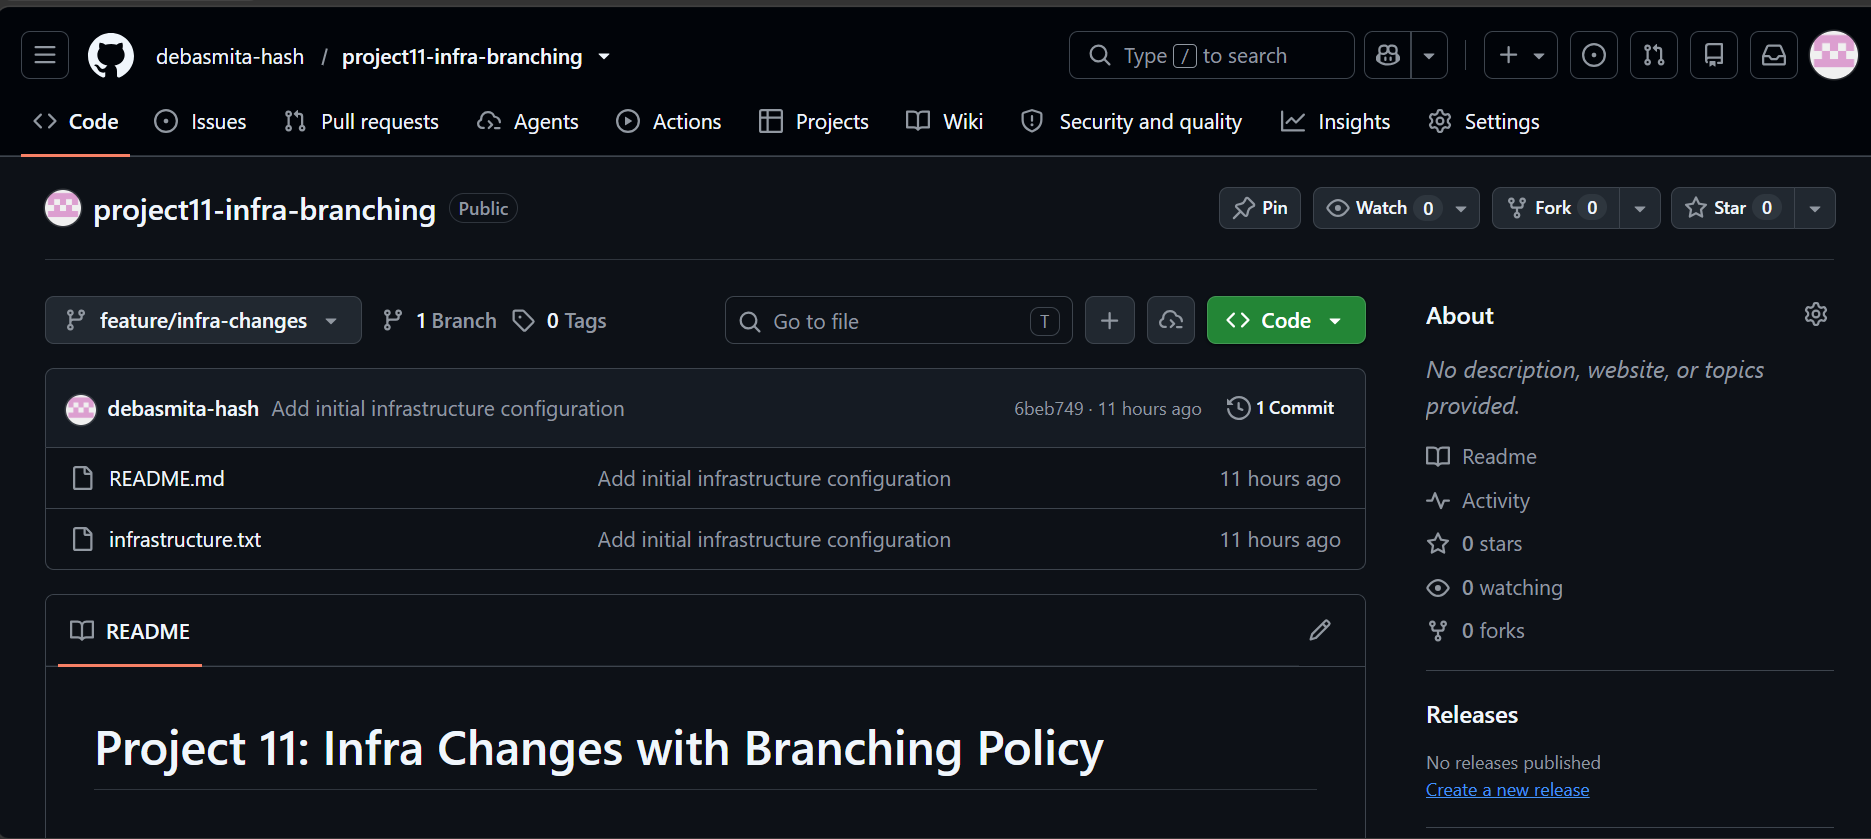 debasmita-hash / project11-infra-branching
Type / to search
Code Issues Pull requests Agents Actions Projects Wiki Security and quality Insights Settings
project11-infra-branching Public
Pin Watch 0 Fork 0 Star 0
feature/infra-changes 1 Branch 0 Tags
Go to file T
Code
debasmita-hash Add initial infrastructure configuration 6beb749 · 11 hours ago 1 Commit
README.md Add initial infrastructure configuration 11 hours ago
infrastructure.txt Add initial infrastructure configuration 11 hours ago
README
Project 11: Infra Changes with Branching Policy
About
No description, website, or topics
provided.
Readme
Activity
0 stars
0 watching
0 forks
Releases
No releases published
Create a new release